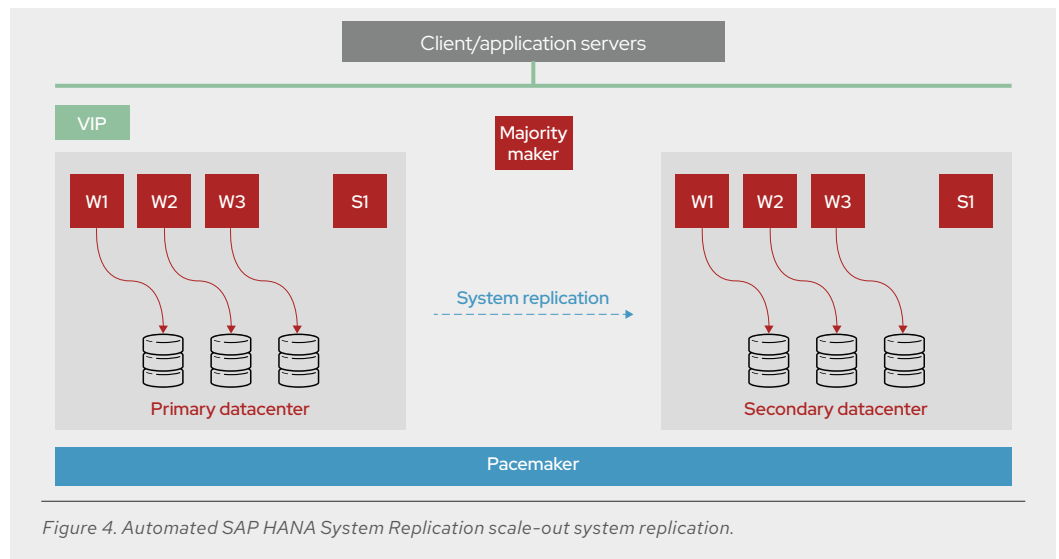 Client/application servers
VIP
Majority
maker
W1 W2 W3 S1
W1 W2 W3 S1
System replication
Primary datacenter
Secondary datacenter
Pacemaker
Figure 4. Automated SAP HANA System Replication scale-out system replication.